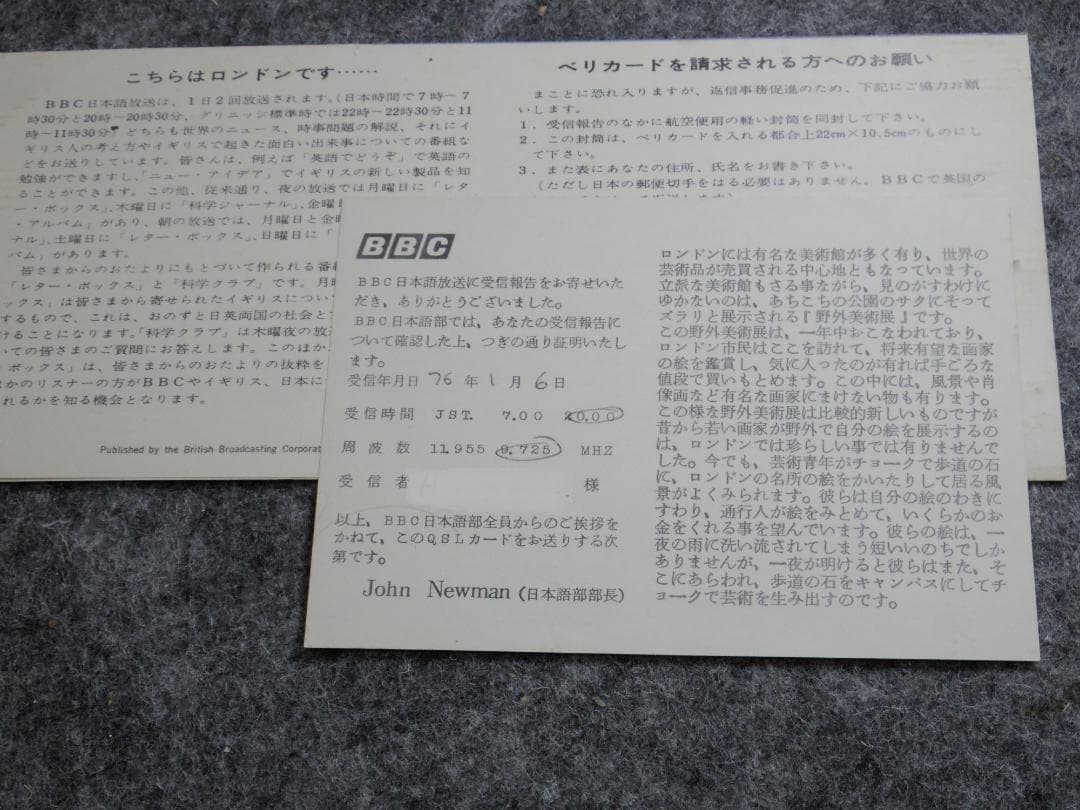 こちらはロンドンです……
BBC日本語放送は、1日2回放送されます。(日本時間で7時〜7
時30分と20時〜20時30分、グリニッジ標準時では22時〜22時30分と11
時〜11時30分)どちらも世界のニュース、時事問題の解説、それにイ
ギリス人の考え方やイギリスで起きた面白い出来事についての番組な
どをお送りしています。皆さんは、例えば「英語でどうぞ」で英語の
勉強ができますし、「ニュー・アイデア」でイギリスの新しい製品を知
ることができます。この他、従来通り、夜の放送では月曜日に「レタ
ー・ボックス」、木曜日に「科学ジャーナル」、金曜
・アルバム」があり、朝の放送では、月曜日と金
ナル」、土曜日に「レター・ボックス」、日曜日に「
バム」があります。
皆さまからのおたよりにもとづいて作られる番
「レター・ボックス」と「科学クラブ」です。月
ックス」は皆さまから寄せられたイギリスについ
するもので、これは、おのずと日英両国の社会と
けることになります。「科学クラブ」は木曜夜の放
いての皆さまのご質問にお答えします。このほか
ボックス」は、皆さまからのおたよりの抜粋を
ほかのリスナーの方がBBCやイギリス、日本に
れるかを知る機会となります。
Published by the British Broadcasting Corporat
ベリカードを請求される方へのお願い
まことに恐れ入りますが、返信事務促進のため、下記にご協力お願
いします。
1. 受信報告のなかに航空便用の軽い封筒を同封して下さい。
2. この封筒は、ベリカードを入れる都合上22cm×10.5cmのものにし
て下さい。
3. また表にあなたの住所、氏名をお書き下さい。
(ただし日本の郵便切手をはる必要はありません。BBCで英国の
BBC
BBC日本語放送に受信報告をお寄せいた
だき、ありがとうございました。
BBC日本語部では、あなたの受信報告に
ついて確認した上、つぎの通り証明いたし
ます。
受信年月日 76年1月6日
受信時間 JST. 7.00 20.00
周波数 11.955 9.725 MHZ
受信者 様
以上、BBC日本語部全員からのご挨拶を
かねて、このQSLカードをお送りする次
第です。
John Newman (日本語部部長)
ロンドンには有名な美術館が多く有り、世界の
芸術品が売買される中心地ともなっています。
立派な美術館もさる事ながら、見のがすわけに
ゆかないのは、あちこちの公園のサクにそって
ズラリと展示される『野外美術展』です。
この野外美術展は、一年中おこなわれており、
ロンドン市民はここを訪れて、将来有望な画家
の絵を鑑賞し、気に入ったのが有れば手ごろな
値段で買いもとめます。この中には、風景や肖
像画など有名な画家にまけない物も有ります。
この様な野外美術展は比較的新しいものですが
昔から若い画家が野外で自分の絵を展示するの
は、ロンドンでは珍らしい事では有りませんで
した。今でも、芸術青年がチョークで歩道の石
に、ロンドンの名所の絵をかいたりして居る風
景がよくみられます。彼らは自分の絵のわきに
すわり、通行人が絵をみとめて、いくらかのお
金をくれる事を望んでいます。彼らの絵は、一
夜の雨に洗い流されてしまう短いいのちでしか
ありませんが、一夜が明けると彼らはまた、そ
こにあらわれ、歩道の石をキャンバスにしてチ
ョークで芸術を生み出すのです。